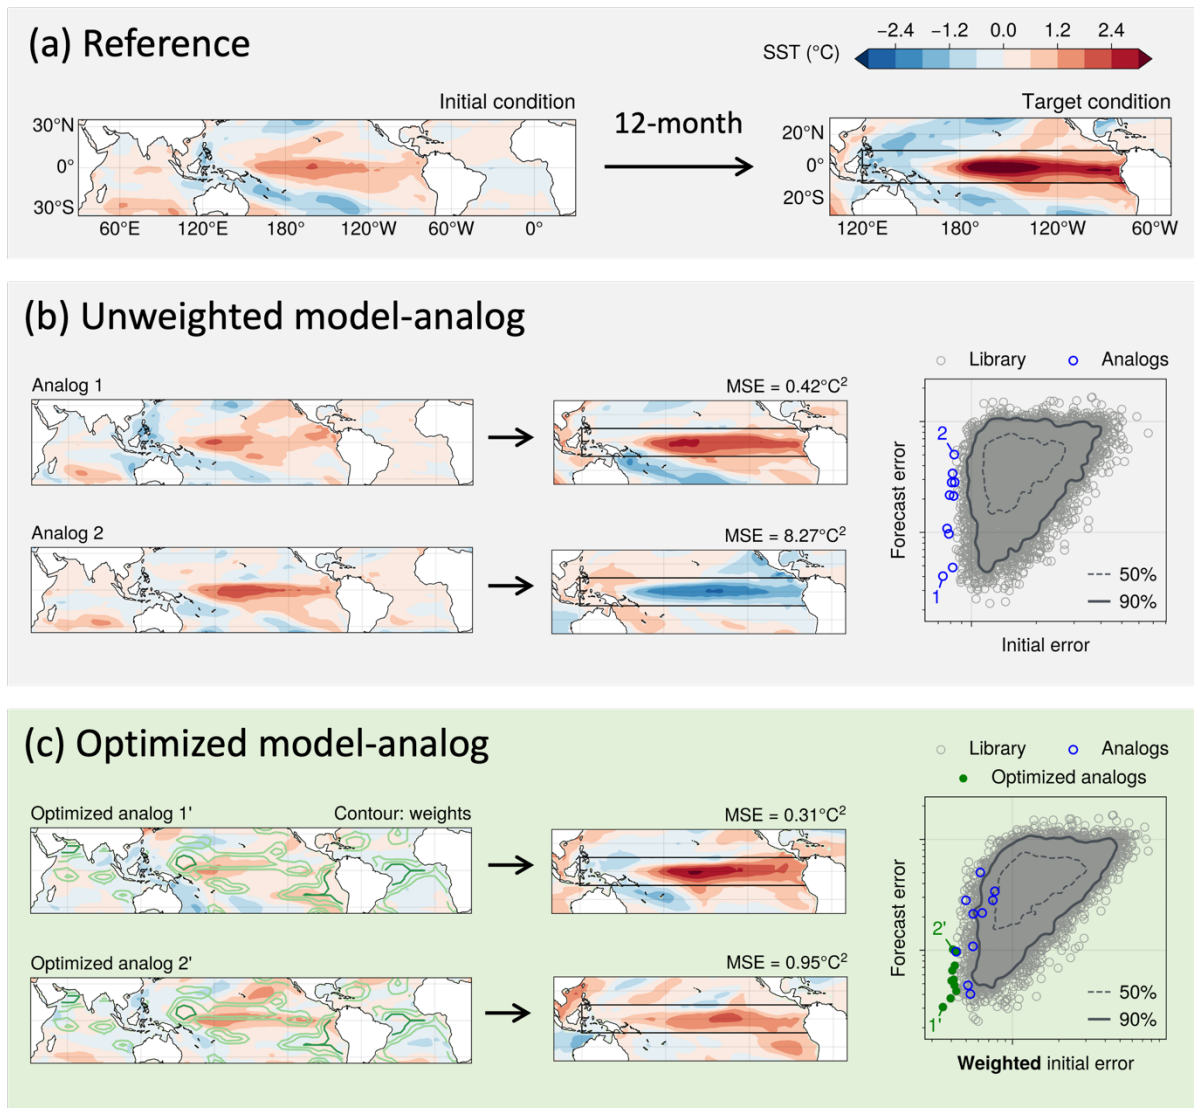 (a) Reference
−2.4 −1.2 0.0 1.2 2.4
SST (°C)
Initial condition
12-month
Target condition
30°N
0°
30°S
60°E 120°E 180° 120°W 60°W 0°
20°N
0°
20°S
120°E 180° 120°W 60°W
(b) Unweighted model-analog
Analog 1
MSE = 0.42°C²
Analog 2
MSE = 8.27°C²
Library Analogs
2
1
Forecast error
50%
90%
Initial error
(c) Optimized model-analog
Optimized analog 1' Contour: weights
MSE = 0.31°C²
Optimized analog 2'
MSE = 0.95°C²
Library Analogs
Optimized analogs
2'
1'
Forecast error
50%
90%
Weighted initial error